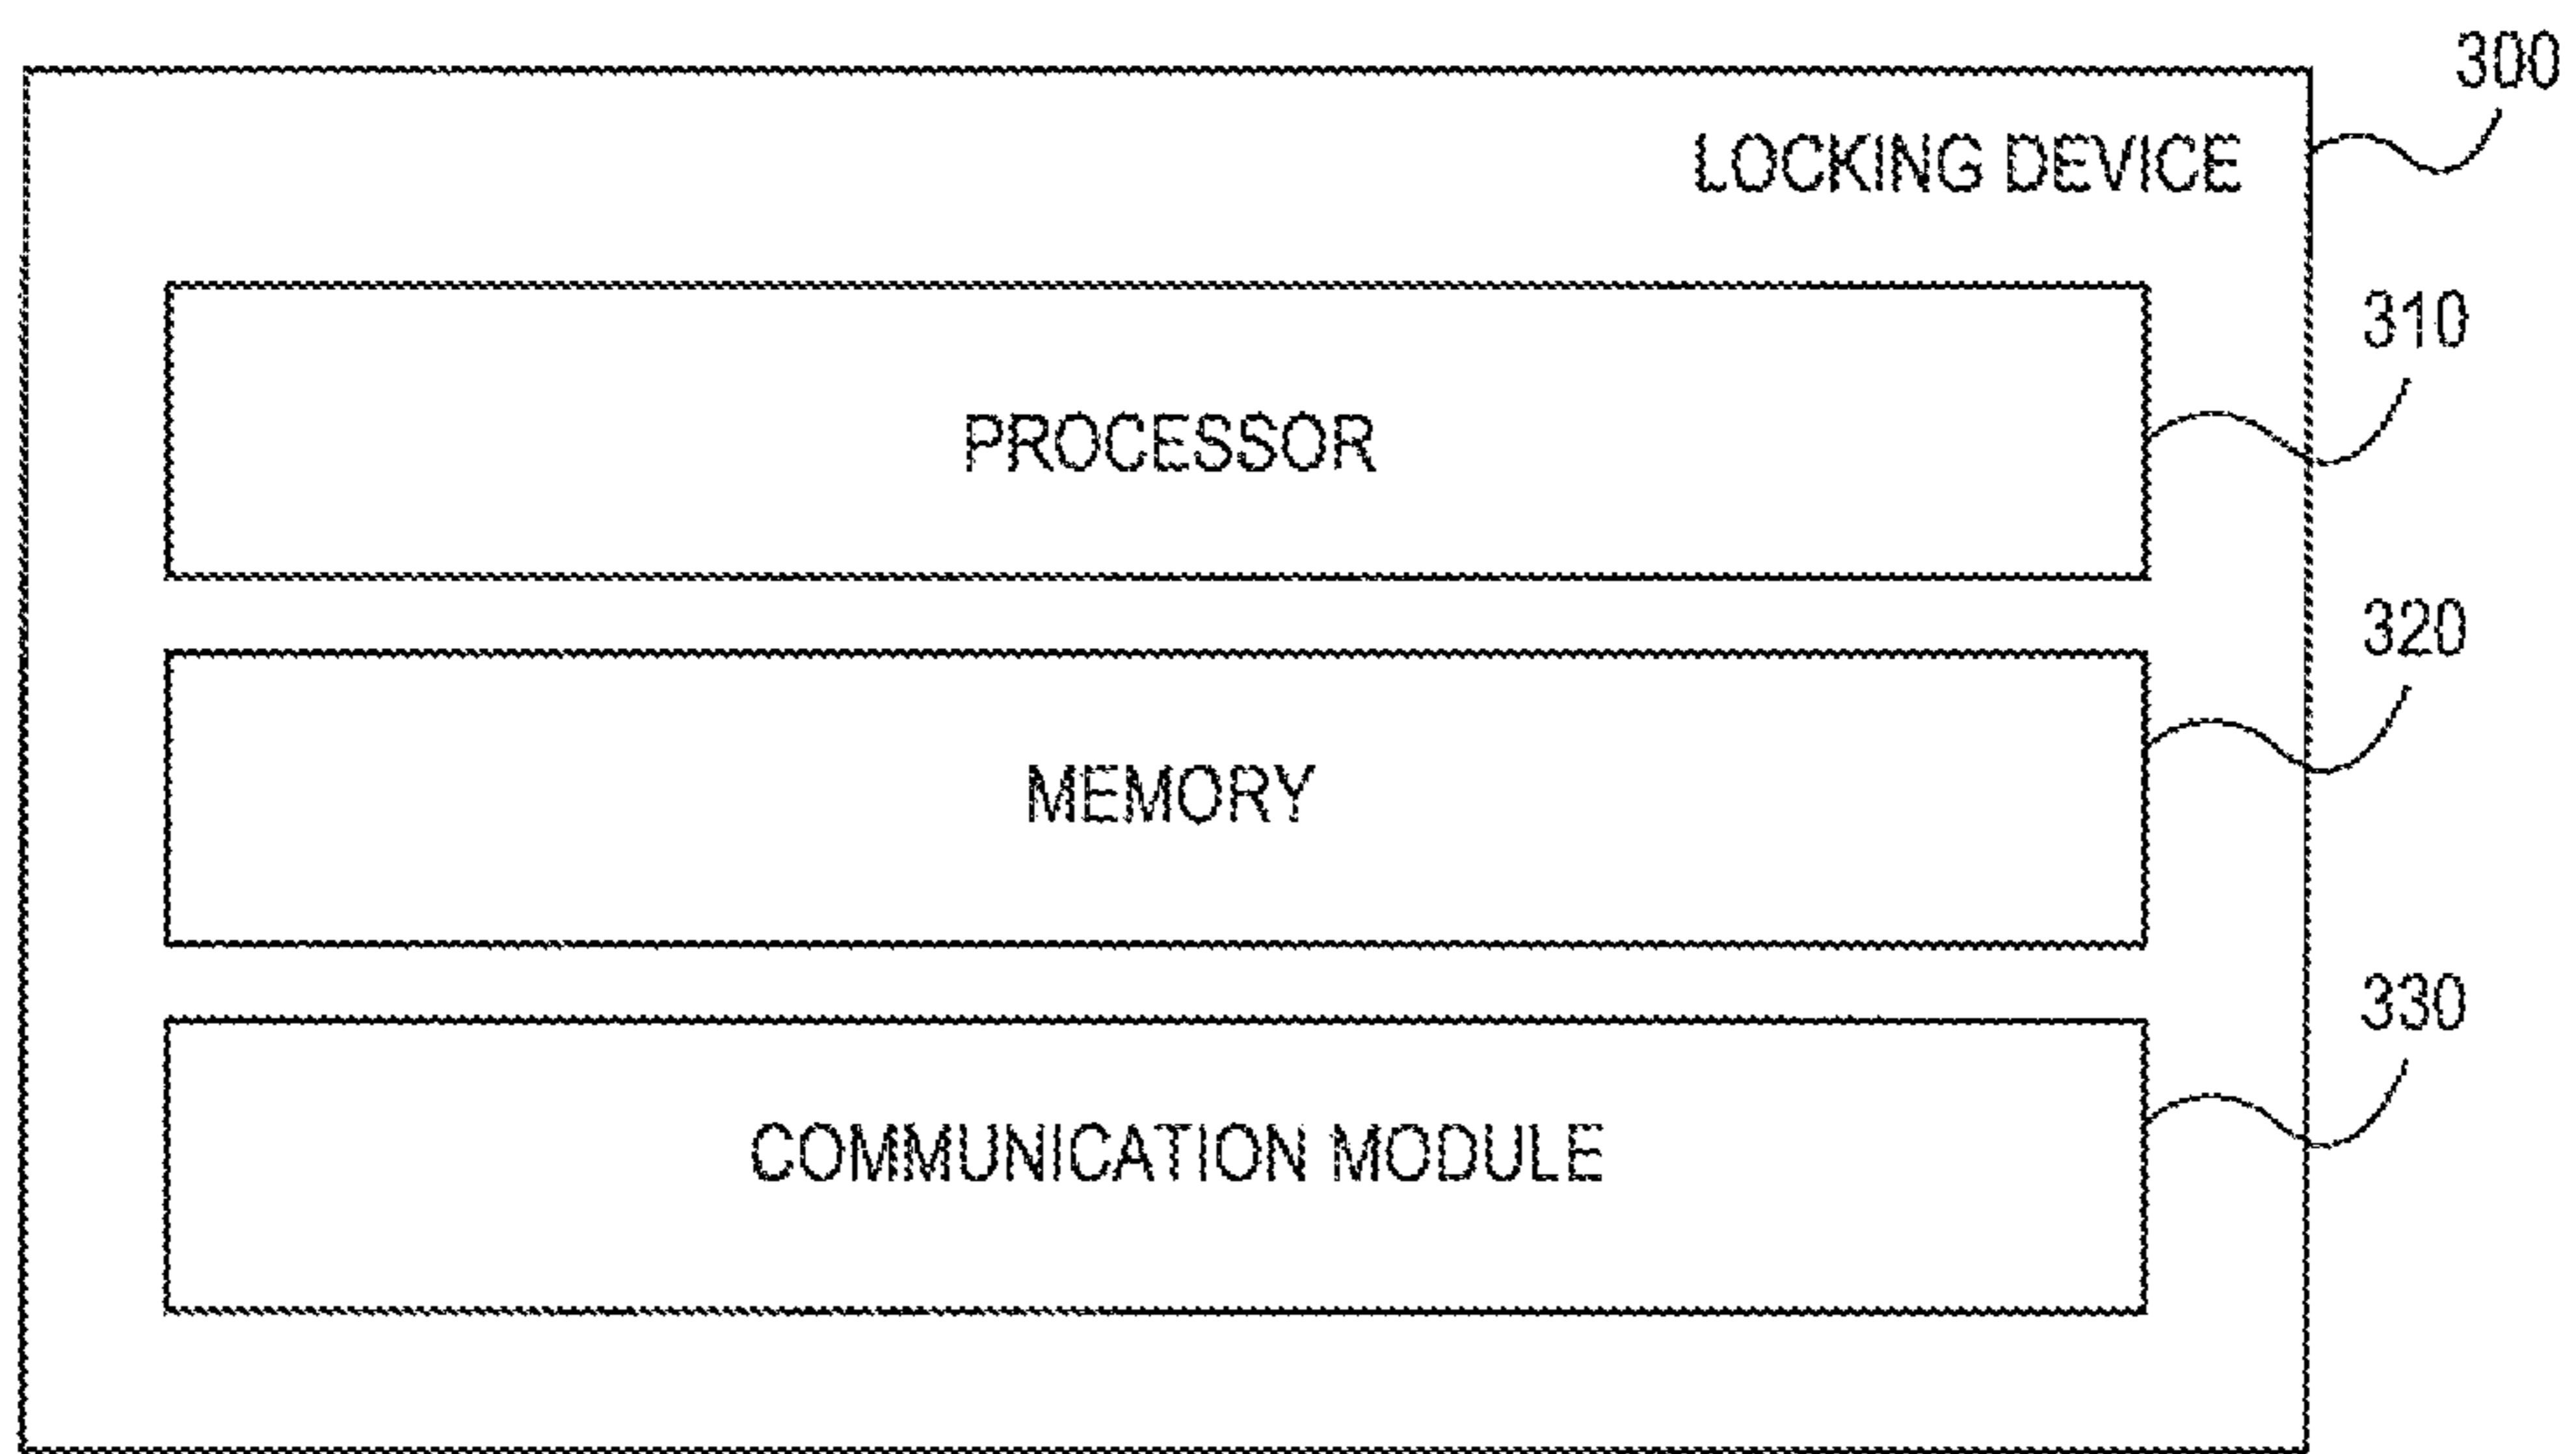 300
LOCKING DEVICE
310
PROCESSOR
320
MEMORY
330
COMMUNICATION MODULE